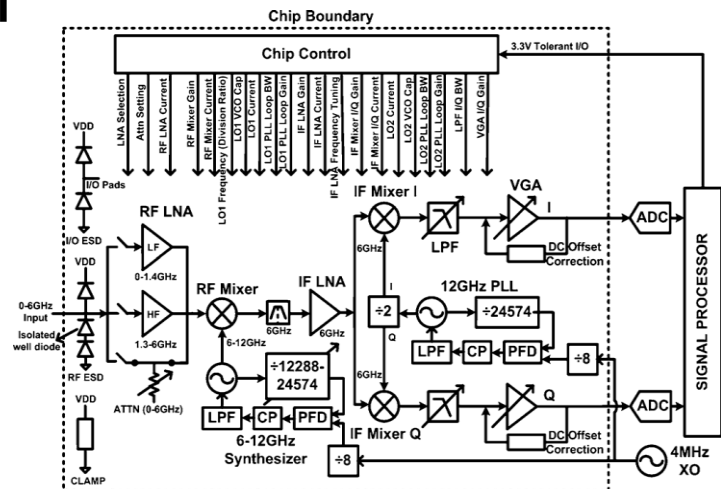 Chip Boundary
Chip Control
3.3V Tolerant I/O
LNA Selection
Attn Setting
RF LNA Current
RF Mixer Gain
RF Mixer Current
LO1 Frequency (Division Ratio)
LO1 VCO Cap
LO1 Current
LO1 PLL Loop BW
LO1 PLL Loop Gain
IF LNA Gain
IF LNA Current
IF LNA Frequency Tuning
IF Mixer I/Q Gain
IF Mixer I/Q Current
LO2 Current
LO2 VCO Cap
LO2 PLL Loop BW
LO2 PLL Loop Gain
LPF I/Q BW
VGA I/Q Gain
VDD
I/O Pads
I/O ESD
VDD
0-6GHz
Input
Isolated
well diode
RF ESD
VDD
CLAMP
RF LNA
LF
0-1.4GHz
HF
1.3-6GHz
ATTN (0-6GHz)
RF Mixer
6-12GHz
6GHz
IF LNA
6GHz
÷12288-
24574
LPF
CP
PFD
6-12GHz
Synthesizer
÷8
IF Mixer I
6GHz
LPF
VGA
I
DC Offset
Correction
ADC
I
÷2
Q
12GHz PLL
÷24574
LPF
CP
PFD
÷8
6GHz
IF Mixer Q
Q
DC Offset
Correction
ADC
SIGNAL PROCESSOR
4MHz
XO